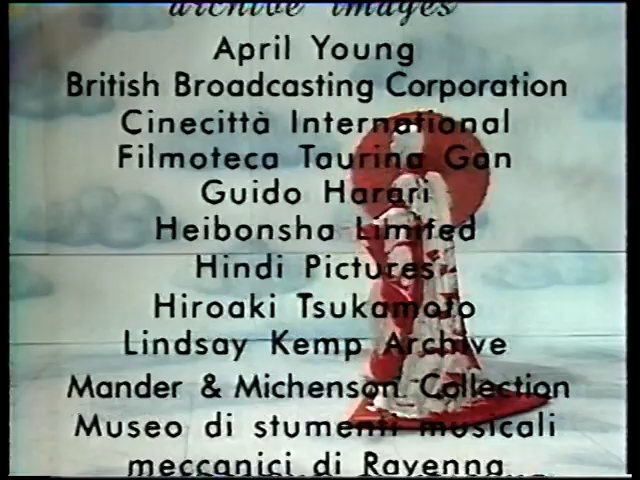 archive images
April Young
British Broadcasting Corporation
Cinecittà International
Filmoteca Taurina Gan
Guido Harari
Heibonsha Limited
Hindi Pictures
Hiroaki Tsukamoto
Lindsay Kemp Archive
Mander & Michenson Collection
Museo di stumenti musicali
meccanici di Ravenna